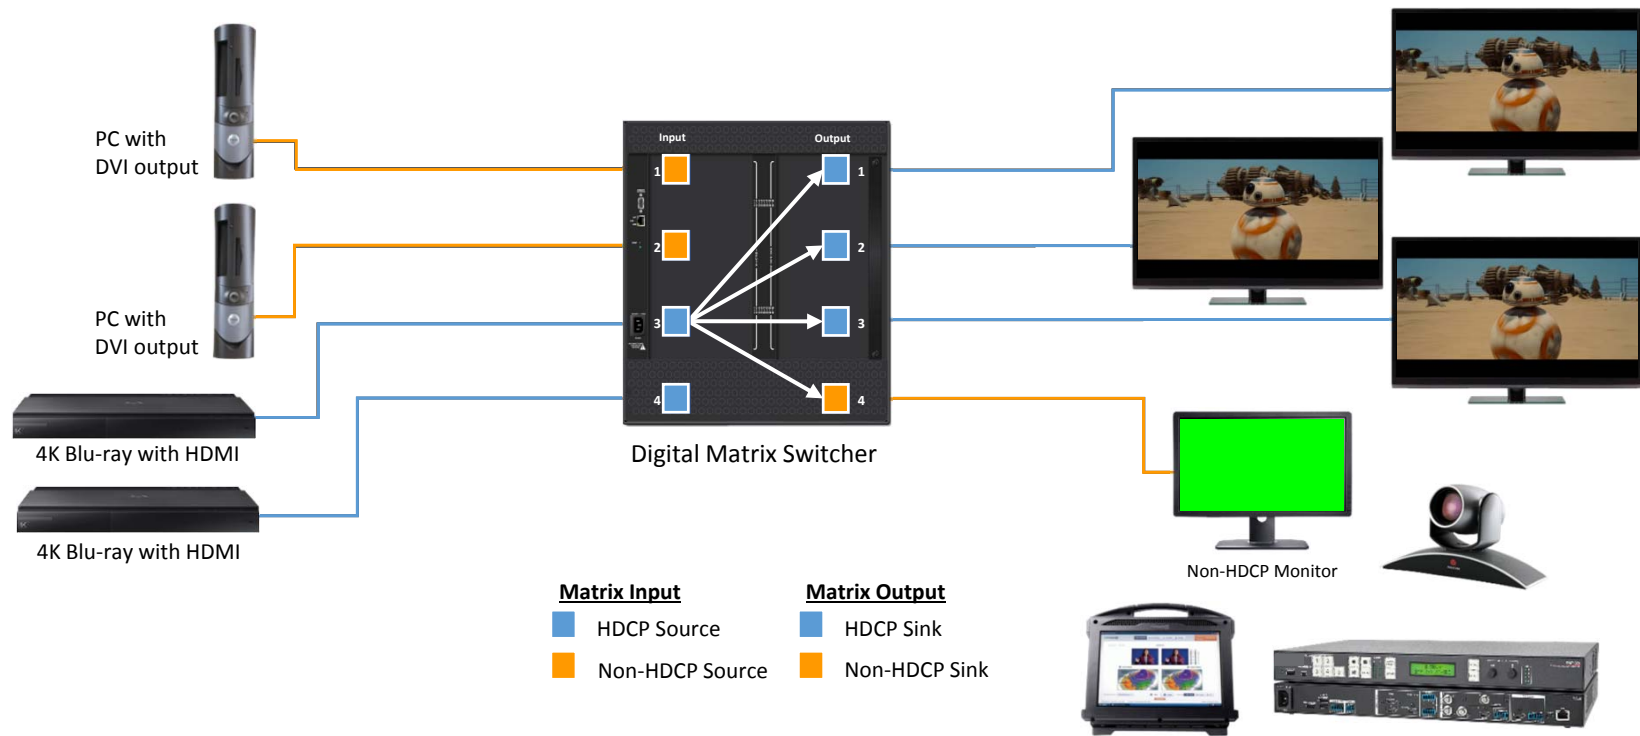 PC with
DVI output
PC with
DVI output
4K Blu-ray with HDMI
4K Blu-ray with HDMI
Input
Output
1
1
2
2
3
3
4
4
Digital Matrix Switcher
Non-HDCP Monitor
Matrix Input
HDCP Source
Non-HDCP Source
Matrix Output
HDCP Sink
Non-HDCP Sink